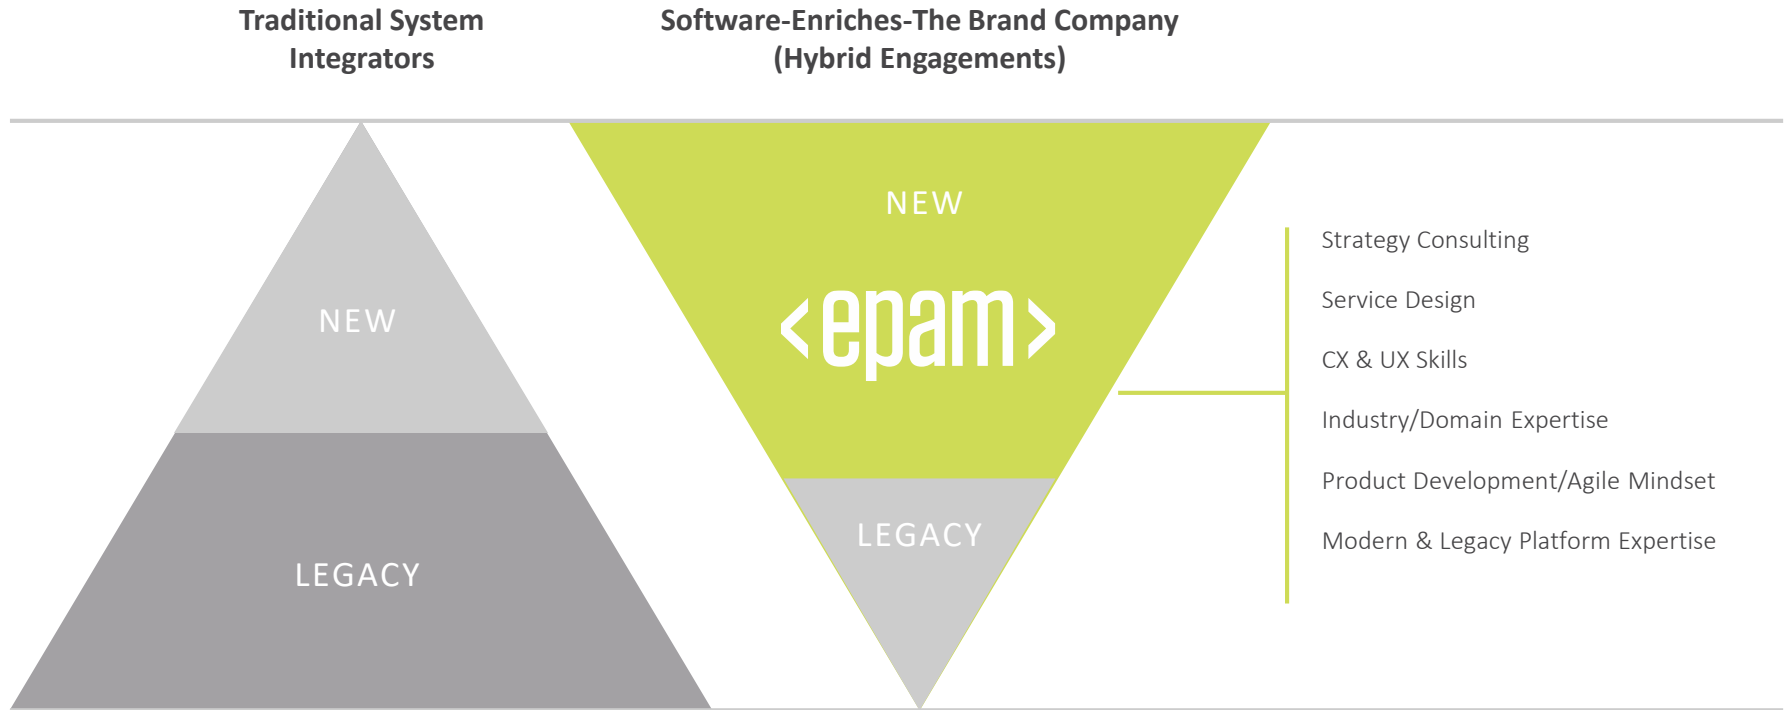 Traditional System
Integrators
Software-Enriches-The Brand Company
(Hybrid Engagements)
NEW
LEGACY
NEW
<epam>
LEGACY
Strategy Consulting
Service Design
CX & UX Skills
Industry/Domain Expertise
Product Development/Agile Mindset
Modern & Legacy Platform Expertise